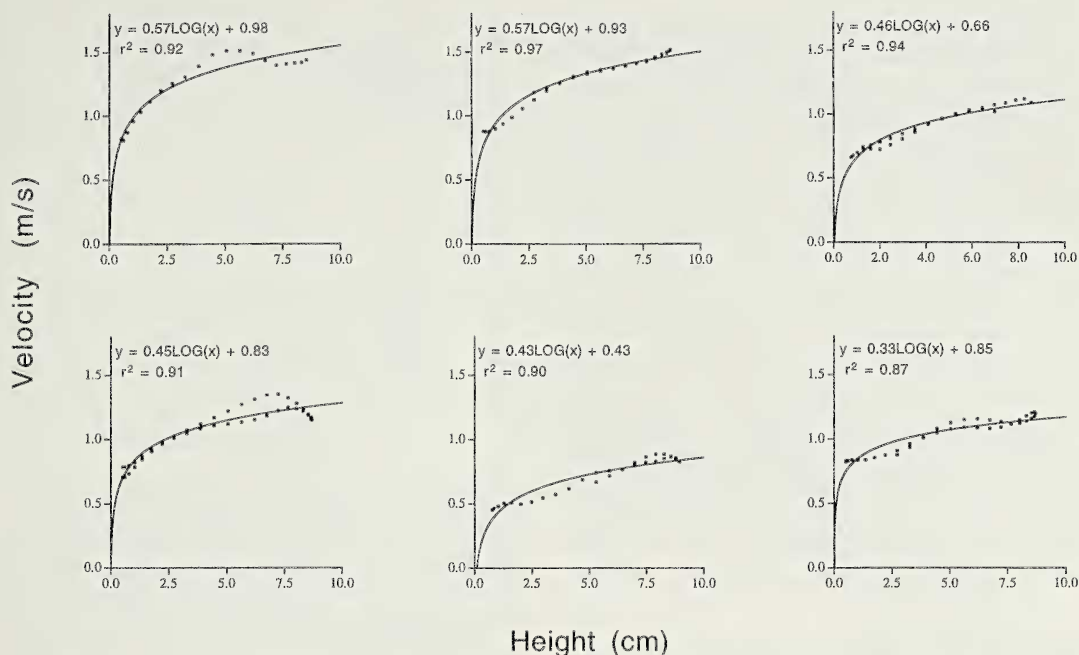 Velocity (m/s)
y = 0.57LOG(x) + 0.98
r² = 0.92
1.5
1.0
0.5
0.0
0.0 2.5 5.0 7.5 10.0
y = 0.57LOG(x) + 0.93
r² = 0.97
1.5
1.0
0.5
0.0
0.0 2.5 5.0 7.5 10.0
y = 0.46LOG(x) + 0.66
r² = 0.94
1.5
1.0
0.5
0.0
0.0 2.0 4.0 6.0 8.0 10.0
y = 0.45LOG(x) + 0.83
r² = 0.91
1.5
1.0
0.5
0.0
0.0 2.5 5.0 7.5 10.0
y = 0.43LOG(x) + 0.43
r² = 0.90
1.5
1.0
0.5
0.0
0.0 2.5 5.0 7.5 10.0
y = 0.33LOG(x) + 0.85
r² = 0.87
1.5
1.0
0.5
0.0
0.0 2.5 5.0 7.5 10.0
Height (cm)